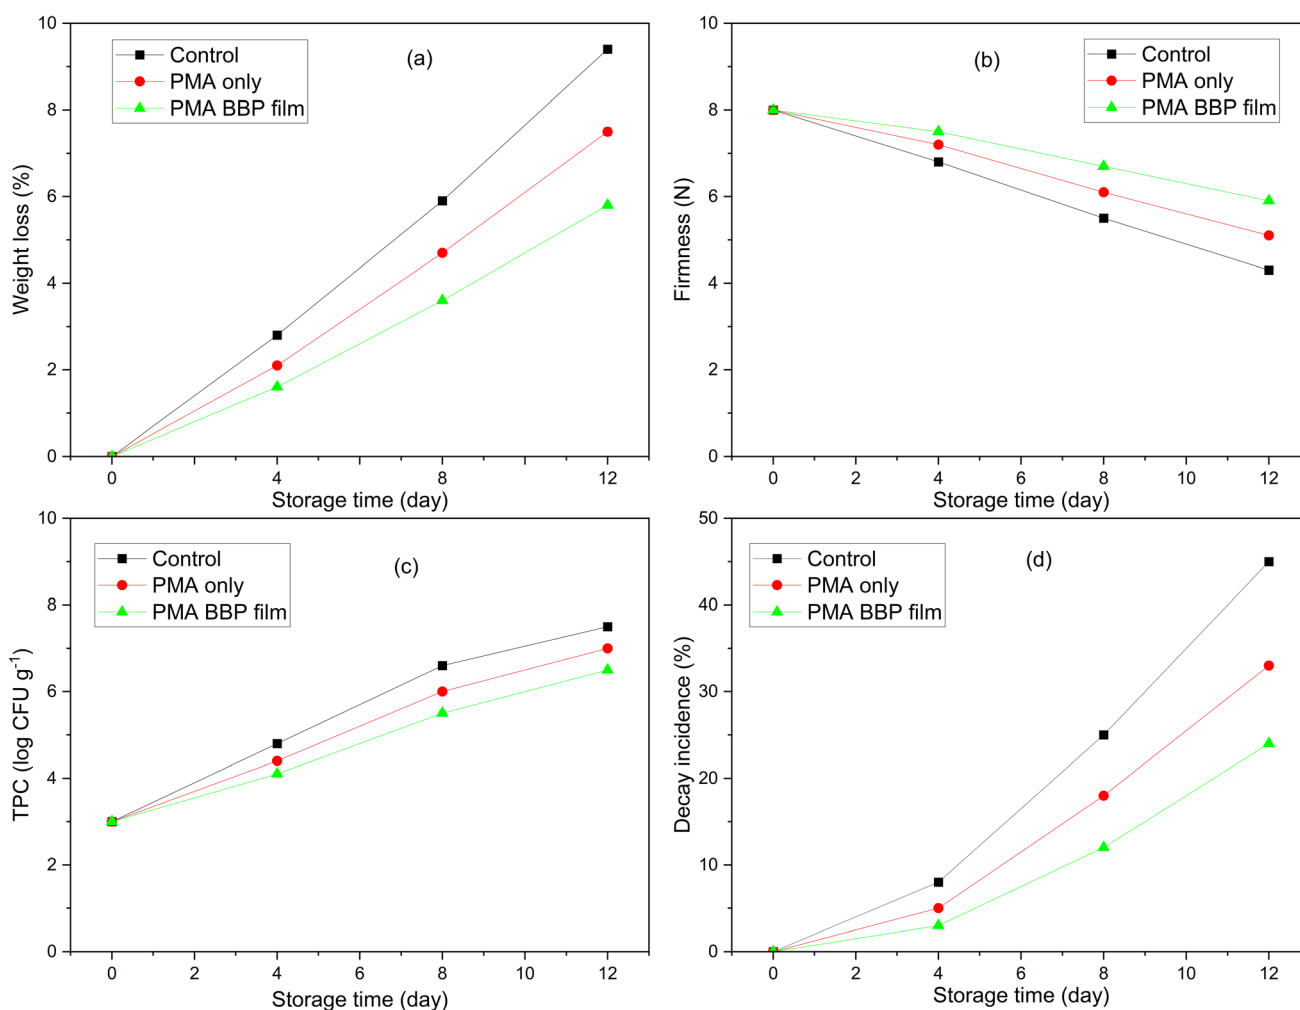 10
8
6
4
2
0
Weight loss (%)
Control
PMA only
PMA BBP film
(a)
0 4 8 12
Storage time (day)
10
8
6
4
2
0
Firmness (N)
(b)
Control
PMA only
PMA BBP film
0 2 4 6 8 10 12
Storage time (day)
10
8
6
4
2
0
TPC (log CFU g-1)
Control
PMA only
PMA BBP film
(c)
0 2 4 6 8 10 12
Storage time (day)
50
40
30
20
10
0
Decay incidence (%)
Control
PMA only
PMA BBP film
(d)
0 2 4 6 8 10 12
Storage time (day)